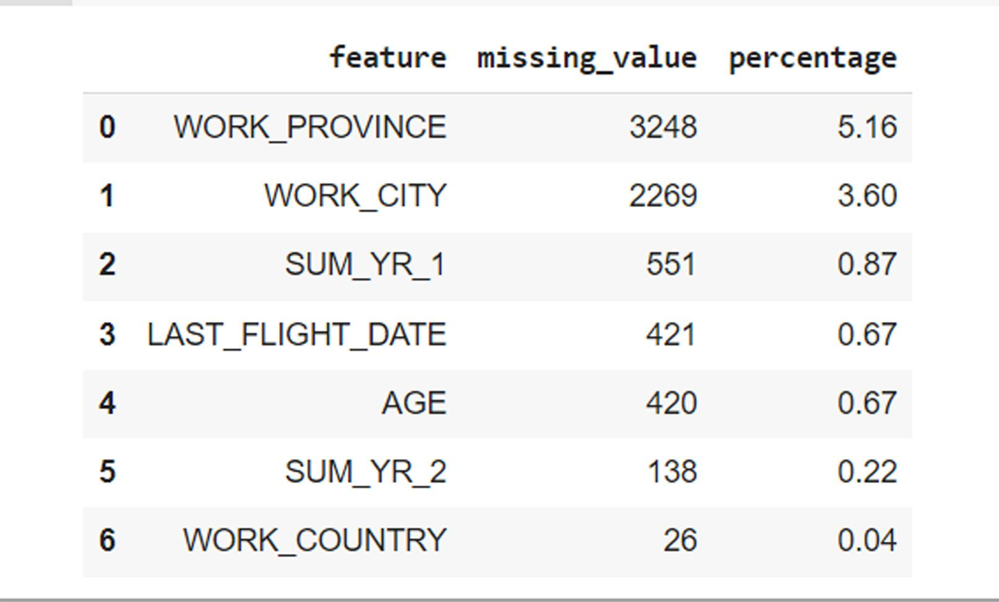 feature missing_value percentage
0 WORK_PROVINCE 3248 5.16
1 WORK_CITY 2269 3.60
2 SUM_YR_1 551 0.87
3 LAST_FLIGHT_DATE 421 0.67
4 AGE 420 0.67
5 SUM_YR_2 138 0.22
6 WORK_COUNTRY 26 0.04